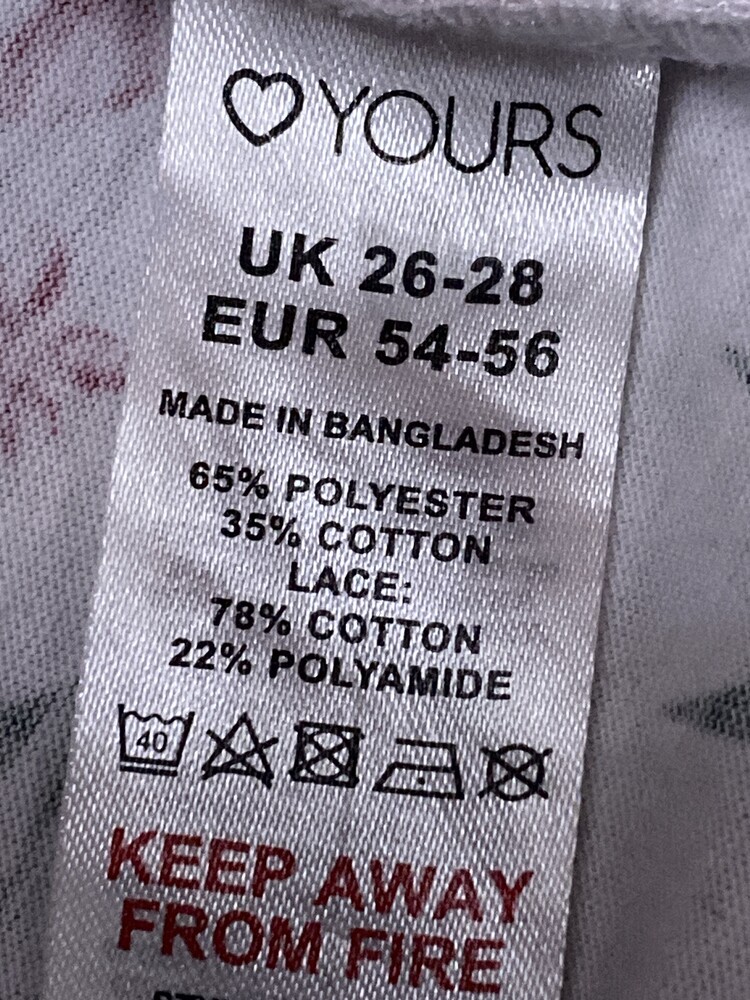 YOURS
UK 26-28
EUR 54-56
MADE IN BANGLADESH
65% POLYESTER
35% COTTON
LACE:
78% COTTON
22% POLYAMIDE
40
KEEP AWAY
FROM FIRE